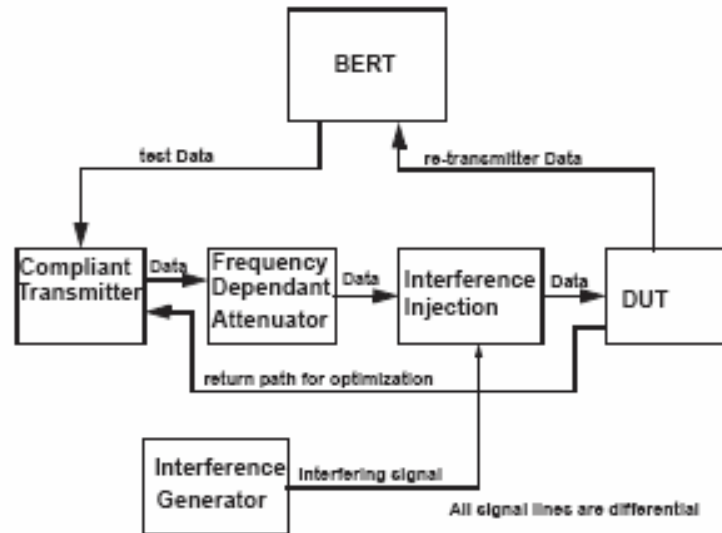 BERT
test Data
re-transmitter Data
Compliant
Transmitter
Data
Frequency
Dependant
Attenuator
Data
Interference
Injection
Data
DUT
return path for optimization
Interference
Generator
Interfering signal
All signal lines are differential